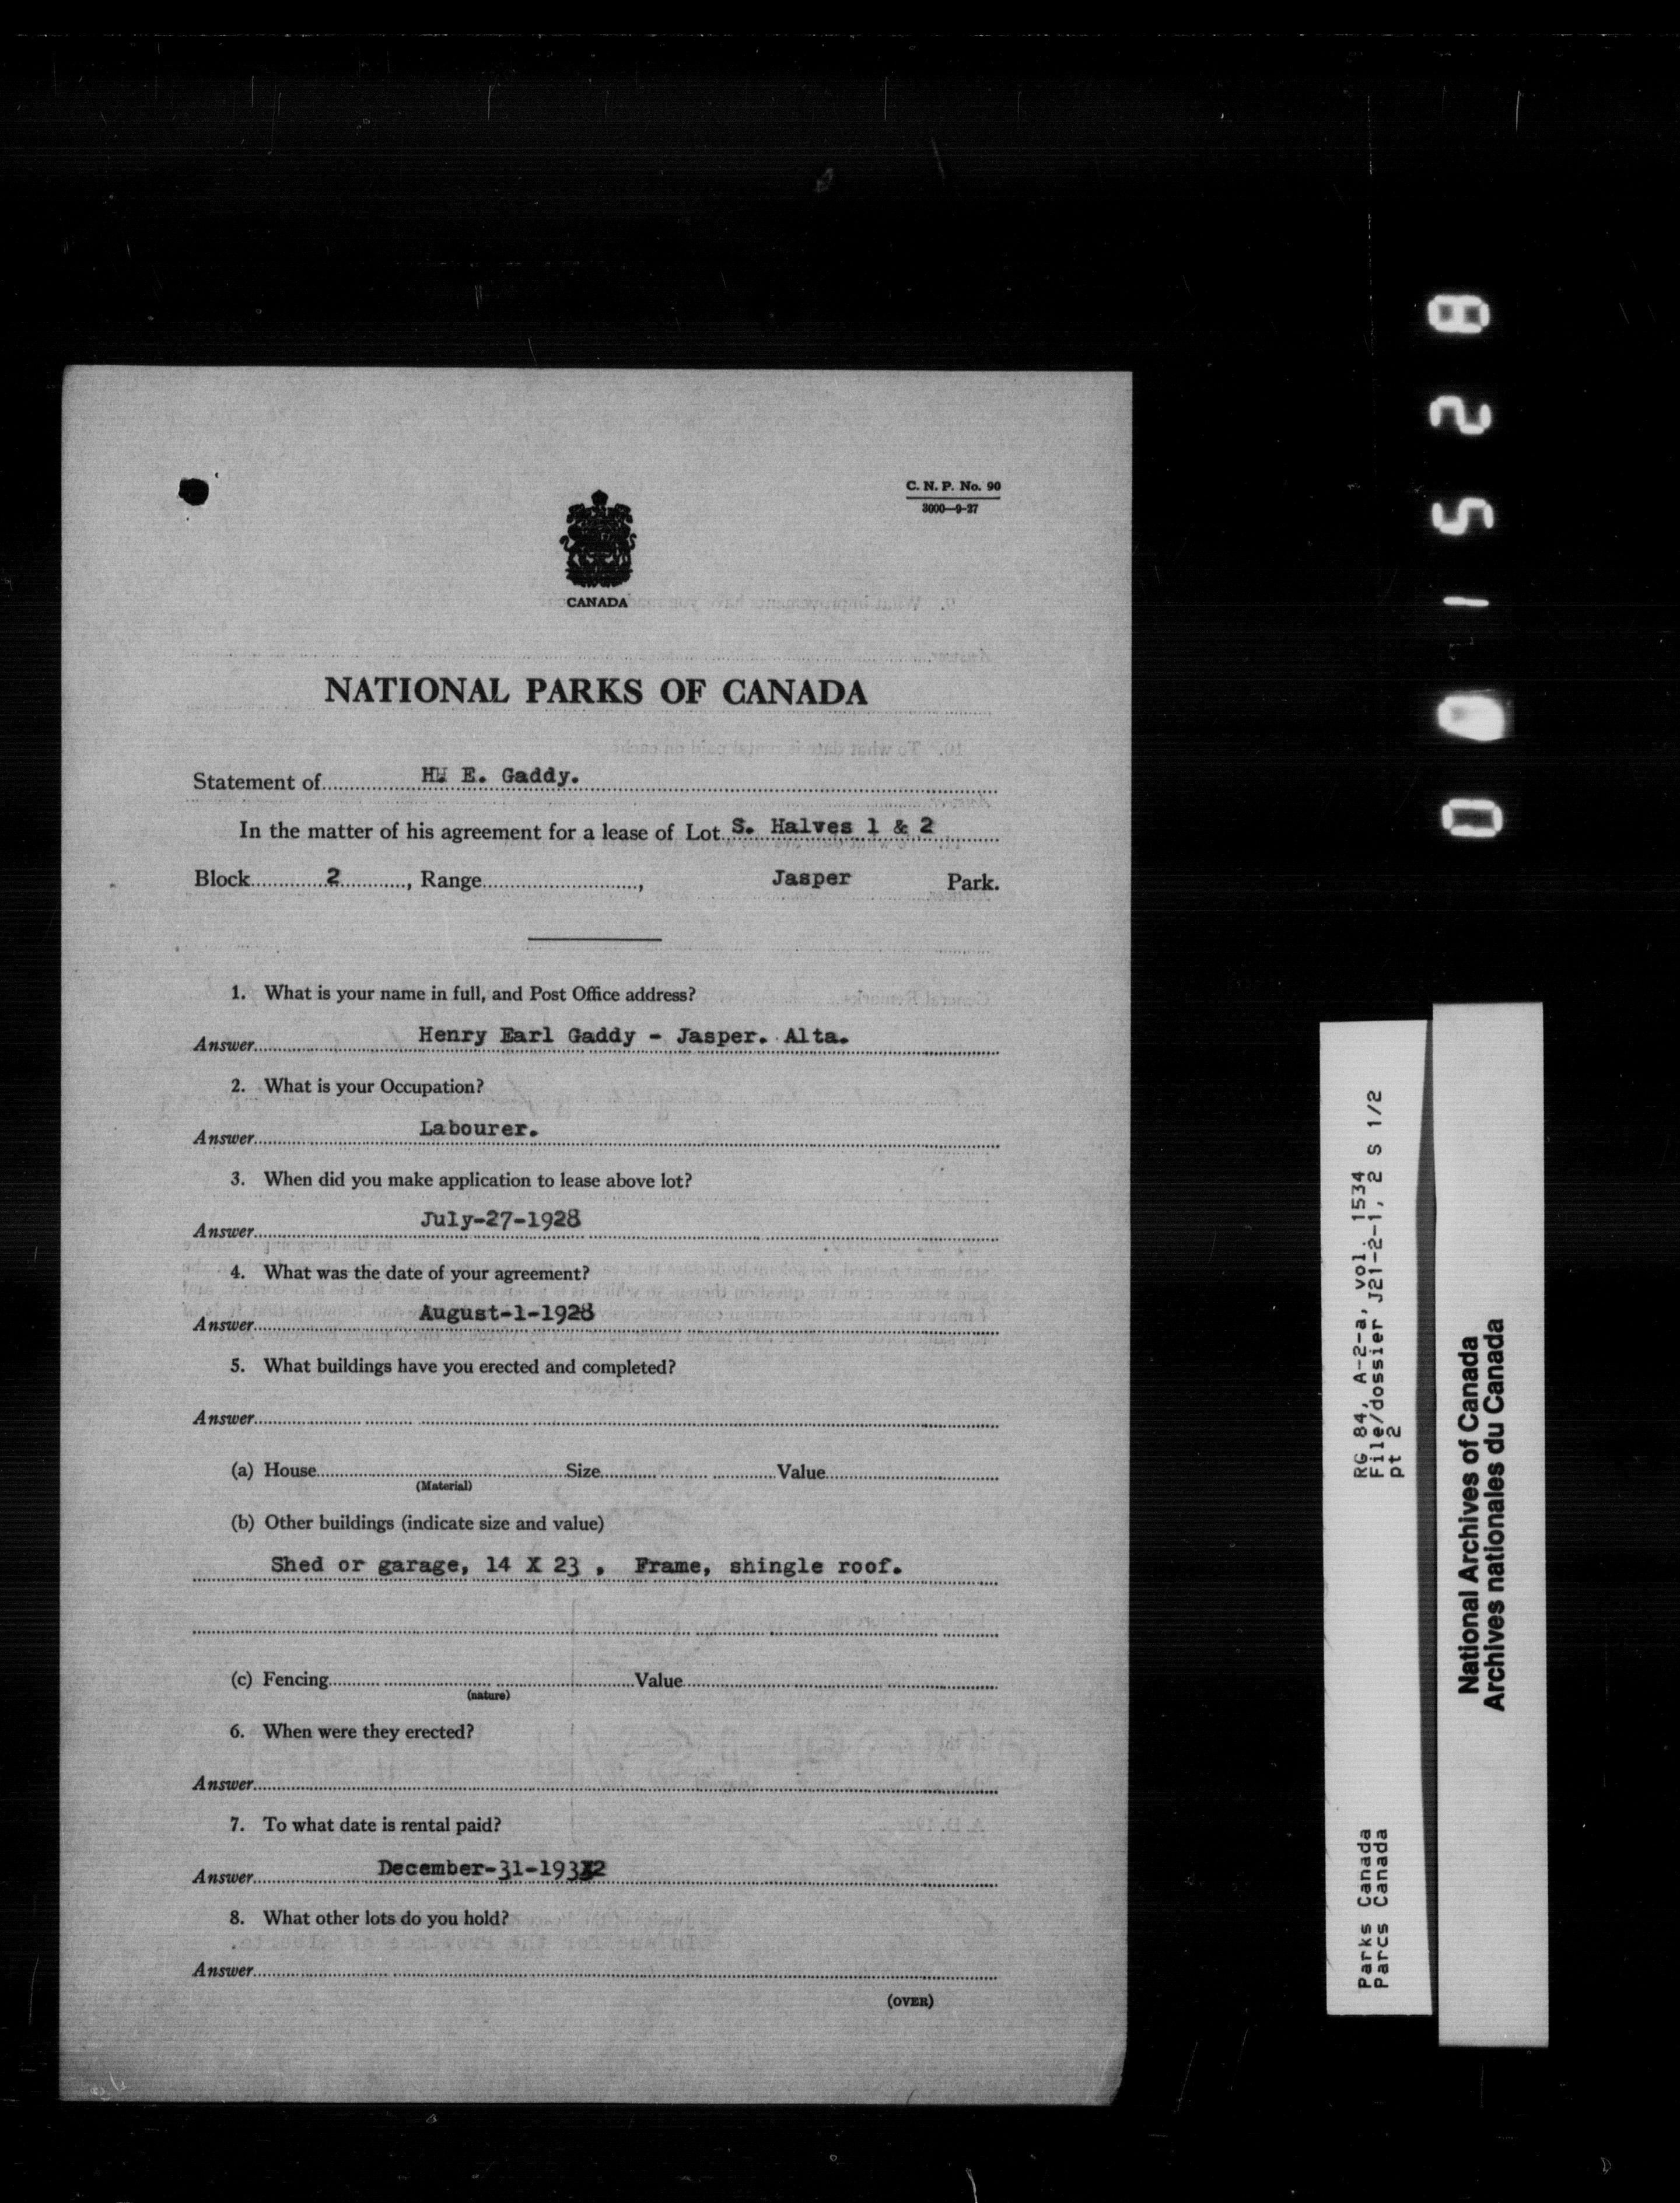 C. N. P. No. 90
3000—9-27
CANADA
NATIONAL PARKS OF CANADA
Statement of H. E. Gaddy.
In the matter of his agreement for a lease of Lot S. Halves 1 & 2
Block 2, Range, Jasper Park.
1. What is your name in full, and Post Office address?
Answer Henry Earl Gaddy - Jasper. Alta.
2. What is your Occupation?
Answer Labourer.
3. When did you make application to lease above lot?
Answer July-27-1928
4. What was the date of your agreement?
Answer August-1-1928
5. What buildings have you erected and completed?
Answer
(a) House Size Value
(Material)
(b) Other buildings (indicate size and value)
Shed or garage, 14 X 23 , Frame, shingle roof.
(c) Fencing Value
(nature)
6. When were they erected?
Answer
7. To what date is rental paid?
Answer December-31-1932
8. What other lots do you hold?
Answer
(OVER)
RG 84, A-2-a, vol. 1534
File/dossier J21-2-1, 2 S 1/2
pt 2
Parks Canada
Parcs Canada
National Archives of Canada
Archives nationales du Canada